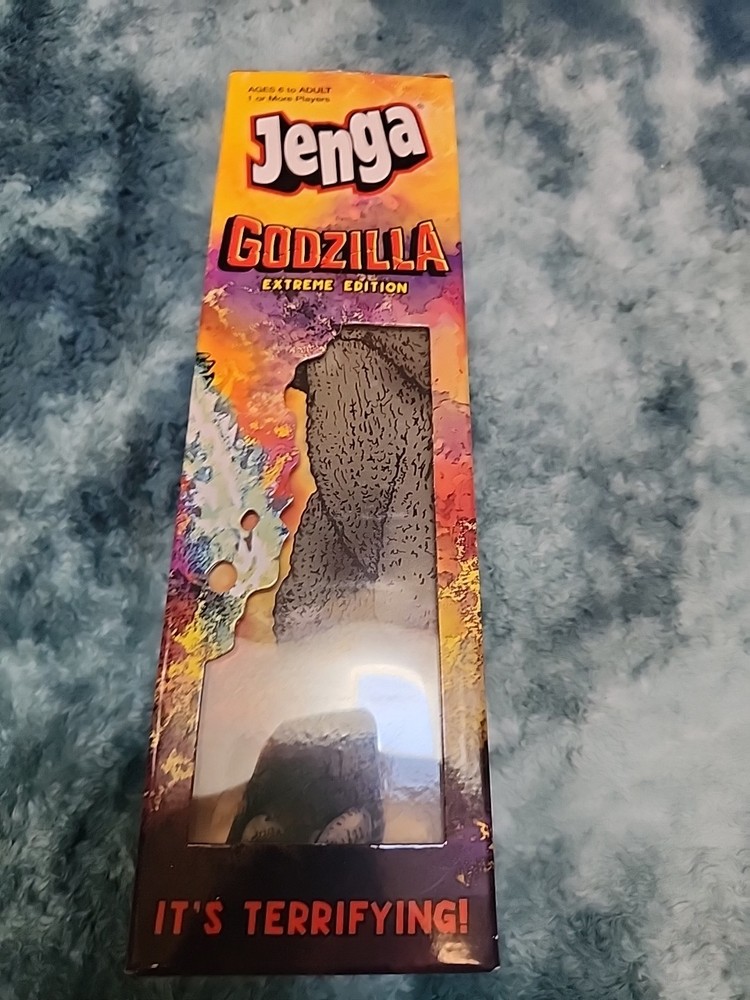 AGES 6 to ADULT
1 or More Players
Jenga®
GODZILLA
EXTREME EDITION
IT'S TERRIFYING!